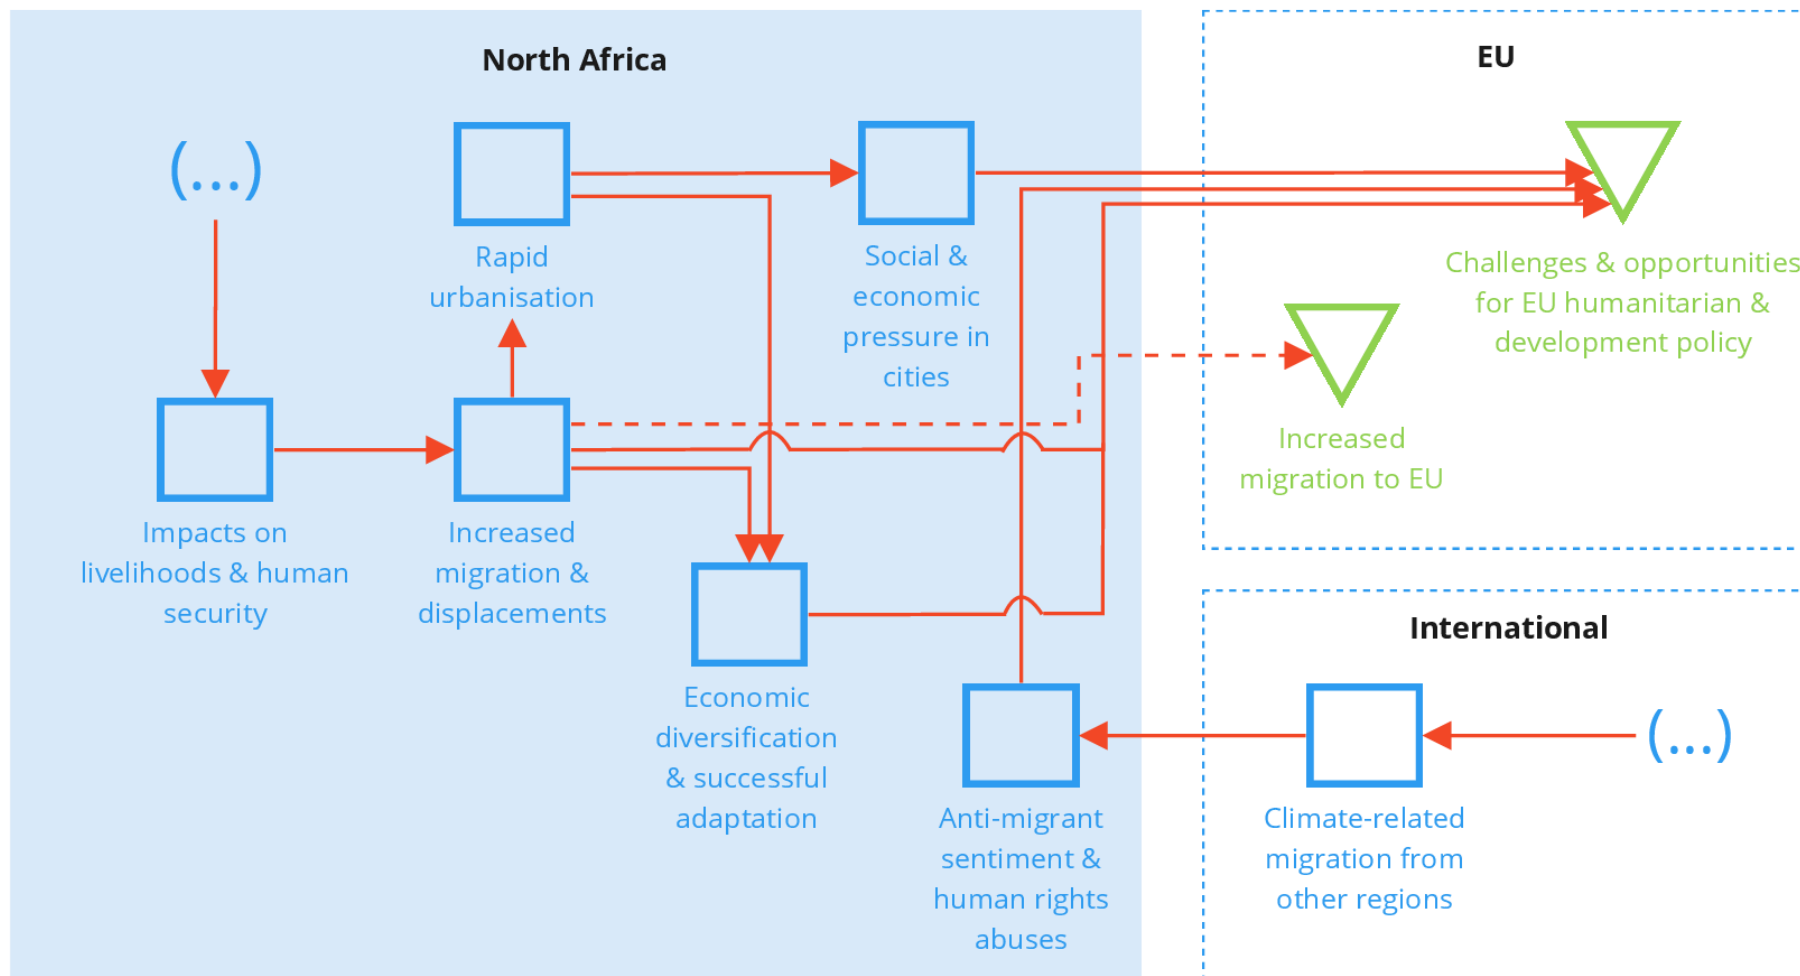 North Africa
EU
(...)
Rapid
urbanisation
Social &
economic
pressure in
cities
Challenges & opportunities
for EU humanitarian &
development policy
Increased
migration to EU
Impacts on
livelihoods & human
security
Increased
migration &
displacements
Economic
diversification
& successful
adaptation
International
(...)
Anti-migrant
sentiment &
human rights
abuses
Climate-related
migration from
other regions